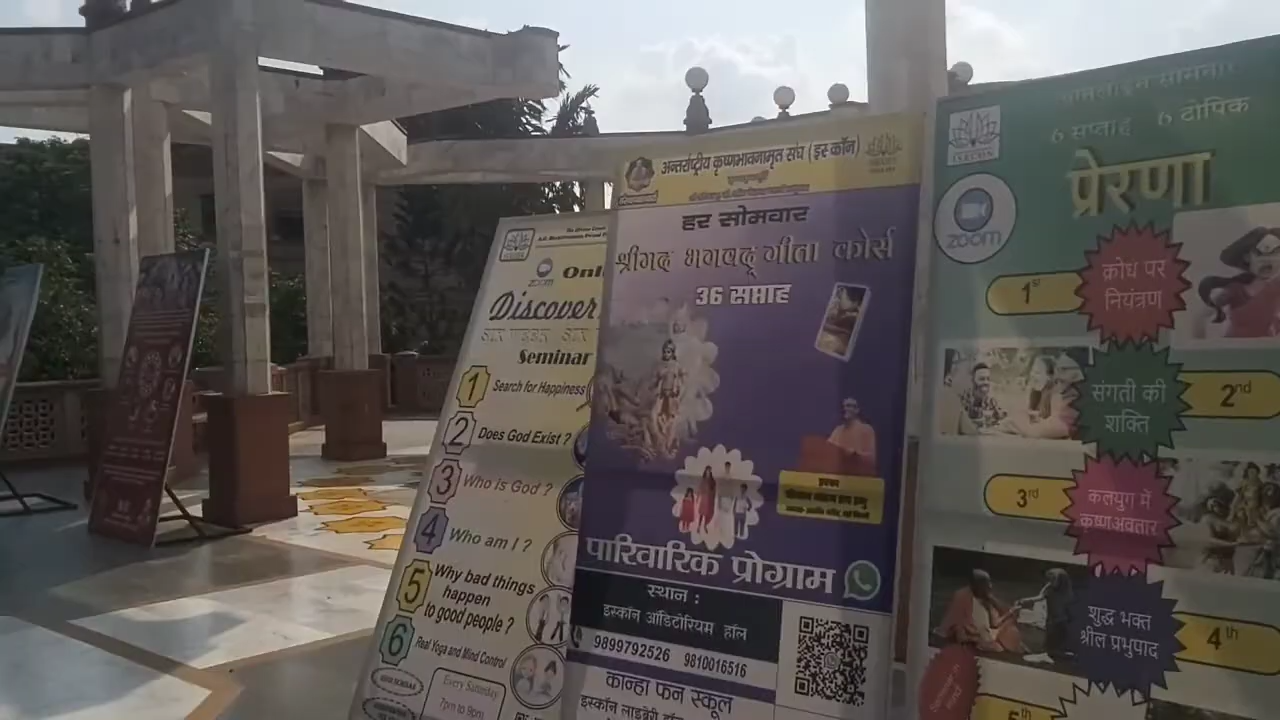 zoom
Discover
Seminar
1
Search for Happiness
2
Does God Exist ?
3
Who is God ?
4
Who am I ?
5
Why bad things
happen
to good people ?
6
Real Yoga and Mind Control
Every Saturday
7pm to 9pm
अन्तर्राष्ट्रीय कृष्णभावनामृत संघ (इस्कॉन)
हर सोमवार
श्रीमद भगवद् गीता कोर्स
36 सप्ताह
पारिवारिक प्रोग्राम
स्थान :
इस्कॉन ऑडिटोरियम हॉल
9899792526 9810016516
कान्हा फन स्कूल
इस्कॉन लाइब्रेरी हॉल
ISKCON
6 सप्ताह 6 टोपिक
प्रेरणा
zoom
1st
क्रोध पर
नियंत्रण
संगती की
शक्ति
2nd
3rd
कलयुग में
कृष्णअवतार
शुद्ध भक्त
श्रील प्रभुपाद
4th
5th